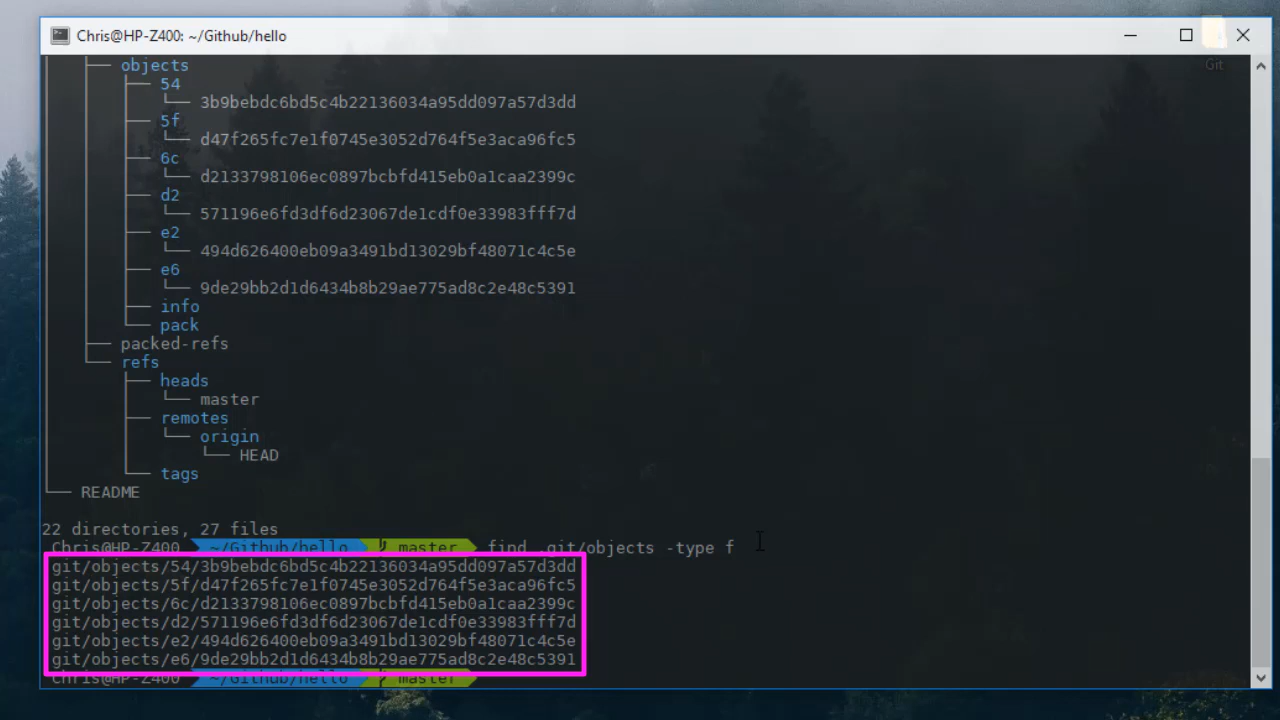 Chris@HP-Z400: ~/Github/hello
Git
objects
54
3b9bebdc6bd5c4b22136034a95dd097a57d3dd
5f
d47f265fc7e1f0745e3052d764f5e3aca96fc5
6c
d2133798106ec0897bcbfd415eb0a1caa2399c
d2
571196e6fd3df6d23067de1cdf0e33983fff7d
e2
494d626400eb09a3491bd13029bf48071c4c5e
e6
9de29bb2d1d6434b8b29ae775ad8c2e48c5391
info
pack
packed-refs
refs
heads
master
remotes
origin
HEAD
tags
README
22 directories, 27 files
Chris@HP-Z400 ~/Github/hello master find .git/objects -type f
git/objects/54/3b9bebdc6bd5c4b22136034a95dd097a57d3dd
git/objects/5f/d47f265fc7e1f0745e3052d764f5e3aca96fc5
git/objects/6c/d2133798106ec0897bcbfd415eb0a1caa2399c
git/objects/d2/571196e6fd3df6d23067de1cdf0e33983fff7d
git/objects/e2/494d626400eb09a3491bd13029bf48071c4c5e
git/objects/e6/9de29bb2d1d6434b8b29ae775ad8c2e48c5391
Chris@HP-Z400 ~/Github/hello master